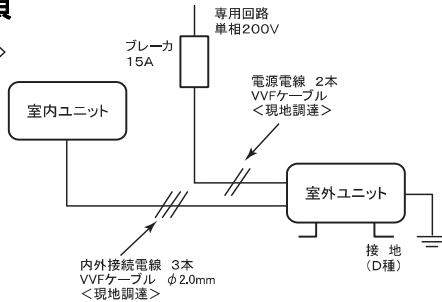 専用回路
単相200V
ブレーカ
15A
電源電線 2本
VVFケーブル
＜現地調達＞
室内ユニット
室外ユニット
接 地
(D種)
内外接続電線 3本
VVFケーブル φ2.0mm
＜現地調達＞